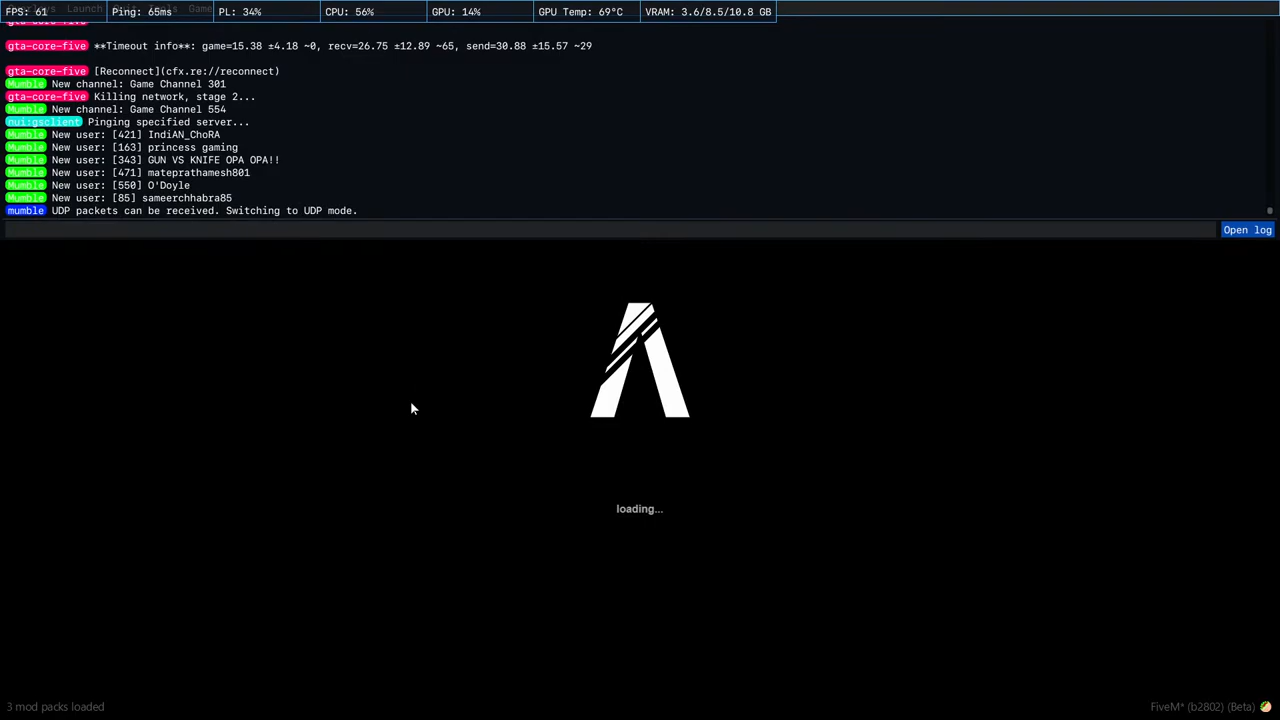 FPS: 61 Ping: 65ms PL: 34% CPU: 56% GPU: 14% GPU Temp: 69°C VRAM: 3.6/8.5/10.8 GB
Launch Tools Game
gta-core-five
gta-core-five **Timeout info**: game=15.38 ±4.18 ~0, recv=26.75 ±12.89 ~65, send=30.88 ±15.57 ~29
gta-core-five [Reconnect](cfx.re://reconnect)
Mumble New channel: Game Channel 301
gta-core-five Killing network, stage 2...
Mumble New channel: Game Channel 554
nui:gsclient Pinging specified server...
Mumble New user: [421] IndiAN_ChoRA
Mumble New user: [163] princess gaming
Mumble New user: [343] GUN VS KNIFE OPA OPA!!
Mumble New user: [471] mateprathamesh801
Mumble New user: [550] O'Doyle
Mumble New user: [85] sameerchhabra85
mumble UDP packets can be received. Switching to UDP mode.
Open log
loading...
3 mod packs loaded
FiveM* (b2802) (Beta)